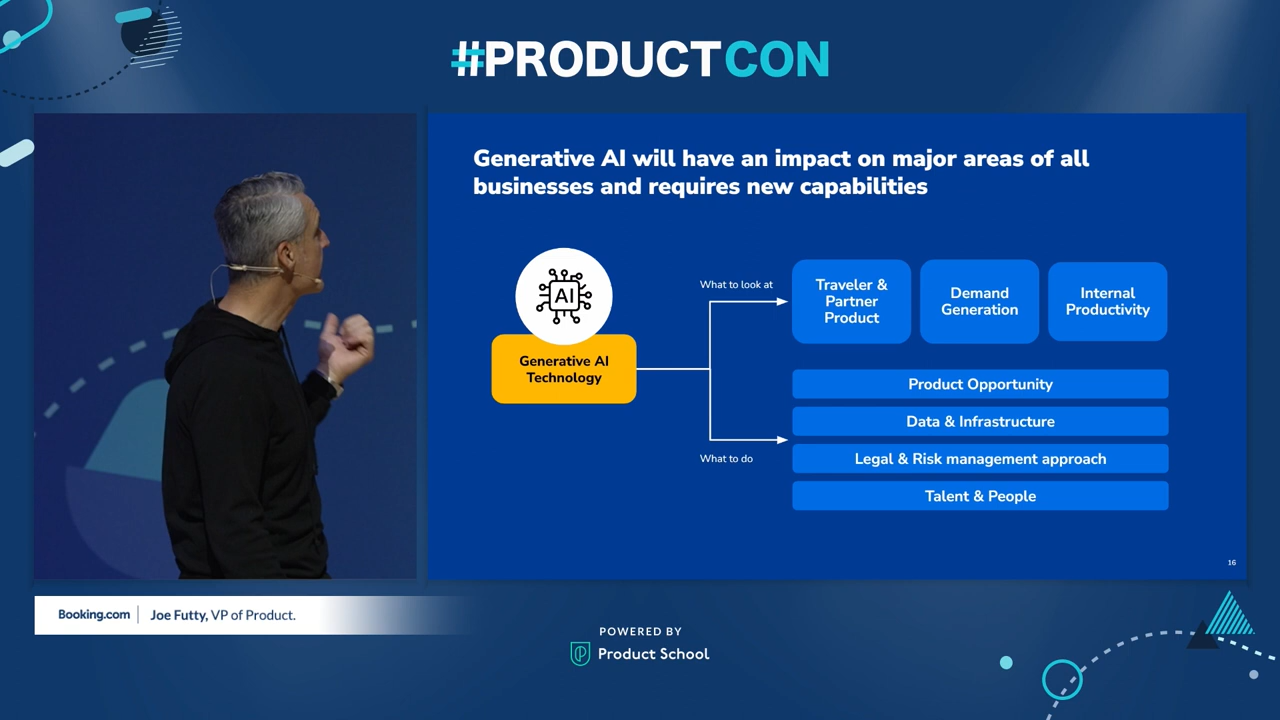 #PRODUCTCON
Generative AI will have an impact on major areas of all
businesses and requires new capabilities
AI
Generative AI
Technology
What to look at
Traveler &
Partner
Product
Demand
Generation
Internal
Productivity
What to do
Product Opportunity
Data & Infrastructure
Legal & Risk management approach
Talent & People
16
Booking.com
Joe Futty, VP of Product.
POWERED BY
Product School